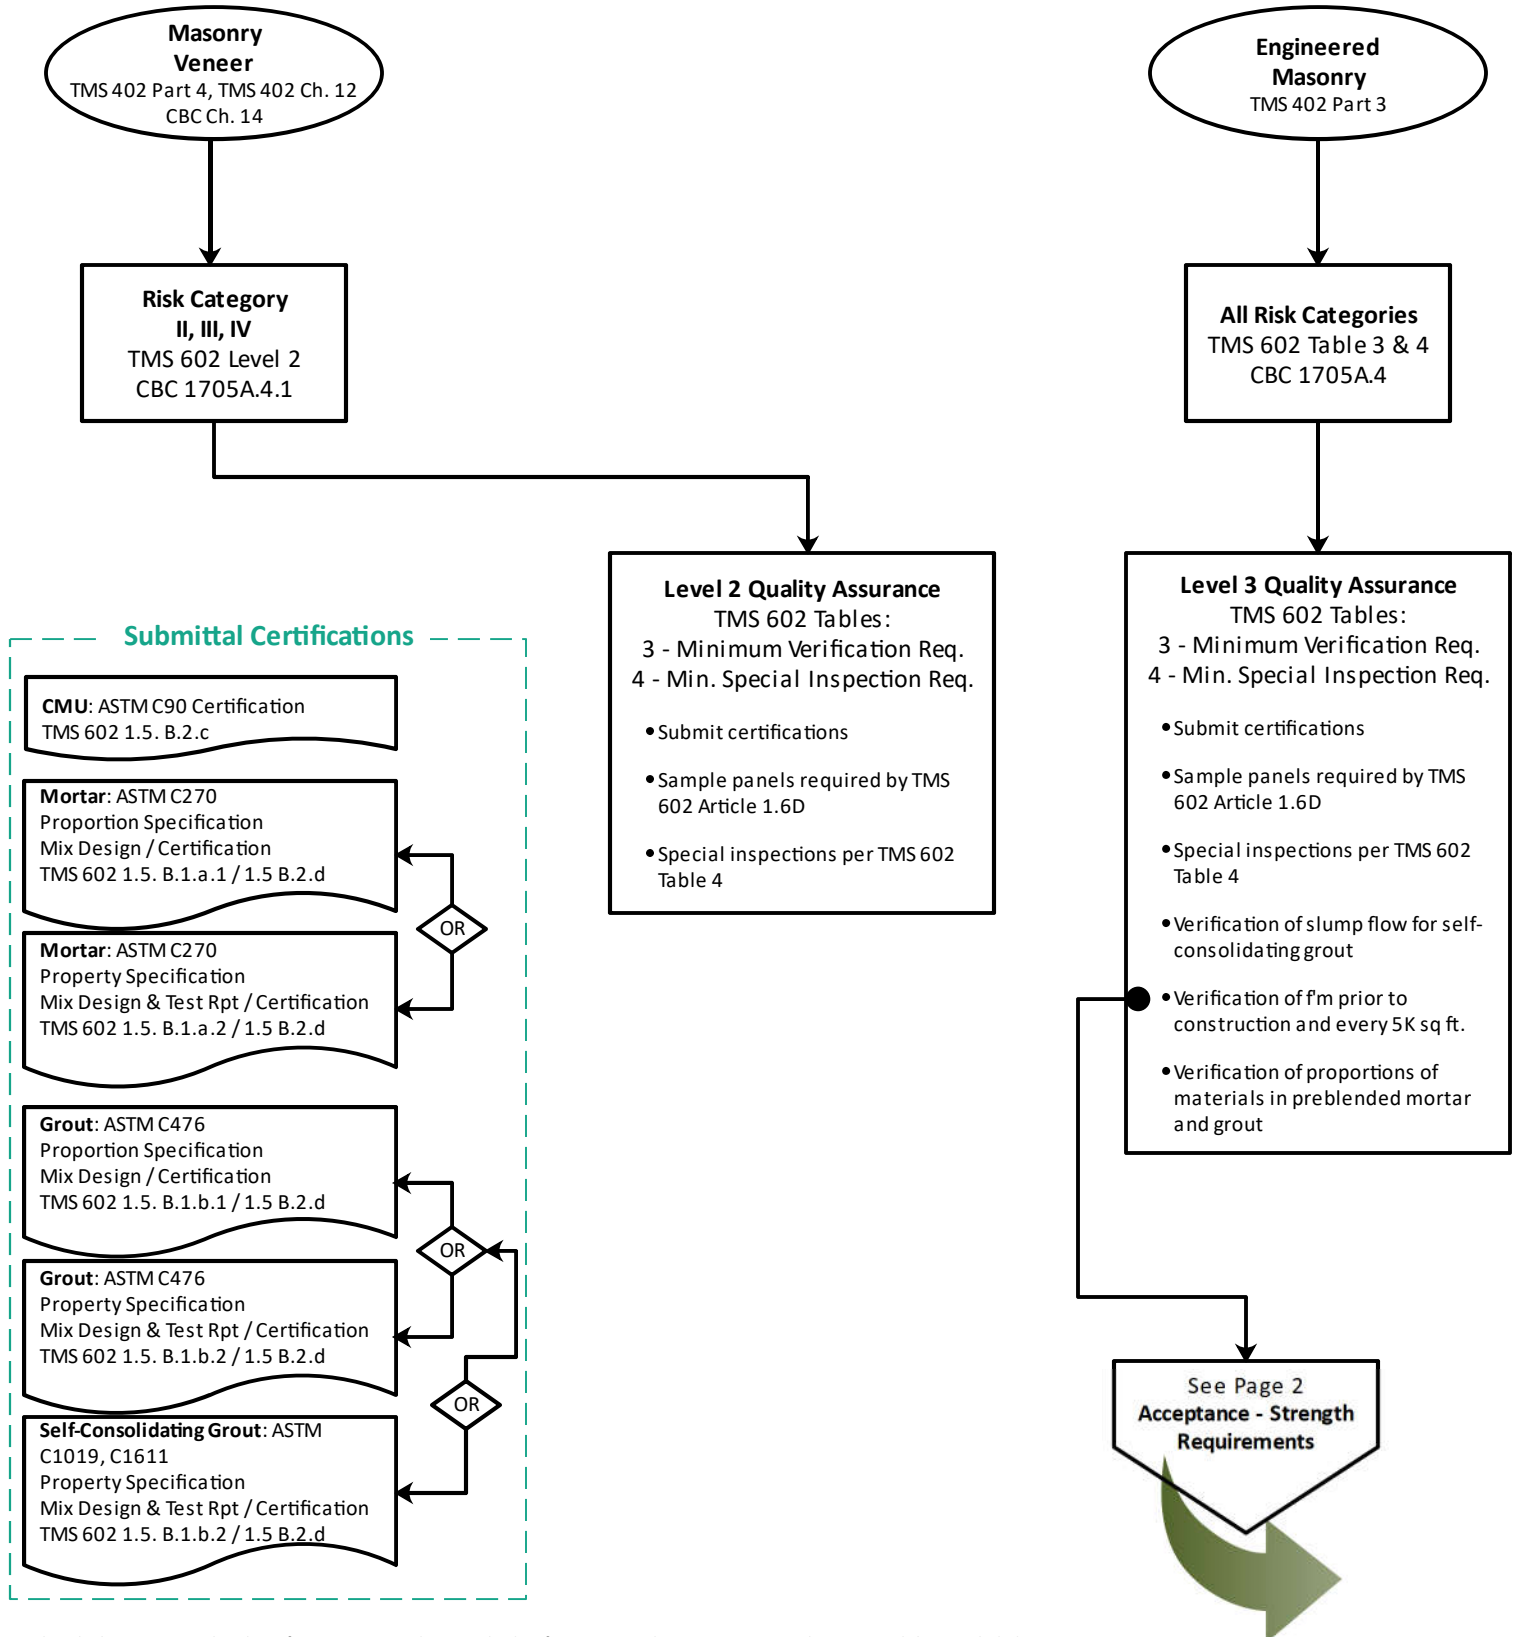 Masonry
Veneer
TMS 402 Part 4, TMS 402 Ch. 12
CBC Ch. 14
Engineered
Masonry
TMS 402 Part 3
Risk Category
II, III, IV
TMS 602 Level 2
CBC 1705A.4.1
All Risk Categories
TMS 602 Table 3 & 4
CBC 1705A.4
Level 2 Quality Assurance
TMS 602 Tables:
3 - Minimum Verification Req.
4 - Min. Special Inspection Req.
• Submit certifications
• Sample panels required by TMS
602 Article 1.6D
• Special inspections per TMS 602
Table 4
Level 3 Quality Assurance
TMS 602 Tables:
3 - Minimum Verification Req.
4 - Min. Special Inspection Req.
• Submit certifications
• Sample panels required by TMS
602 Article 1.6D
• Special inspections per TMS 602
Table 4
• Verification of slump flow for self-
consolidating grout
• Verification of f'm prior to
construction and every 5K sq ft.
• Verification of proportions of
materials in preblended mortar
and grout
Submittal Certifications
CMU: ASTM C90 Certification
TMS 602 1.5. B.2.c
Mortar: ASTM C270
Proportion Specification
Mix Design / Certification
TMS 602 1.5. B.1.a.1 / 1.5 B.2.d
OR
Mortar: ASTM C270
Property Specification
Mix Design & Test Rpt / Certification
TMS 602 1.5. B.1.a.2 / 1.5 B.2.d
Grout: ASTM C476
Proportion Specification
Mix Design / Certification
TMS 602 1.5. B.1.b.1 / 1.5 B.2.d
OR
Grout: ASTM C476
Property Specification
Mix Design & Test Rpt / Certification
TMS 602 1.5. B.1.b.2 / 1.5 B.2.d
OR
Self-Consolidating Grout: ASTM
C1019, C1611
Property Specification
Mix Design & Test Rpt / Certification
TMS 602 1.5. B.1.b.2 / 1.5 B.2.d
See Page 2
Acceptance - Strength
Requirements